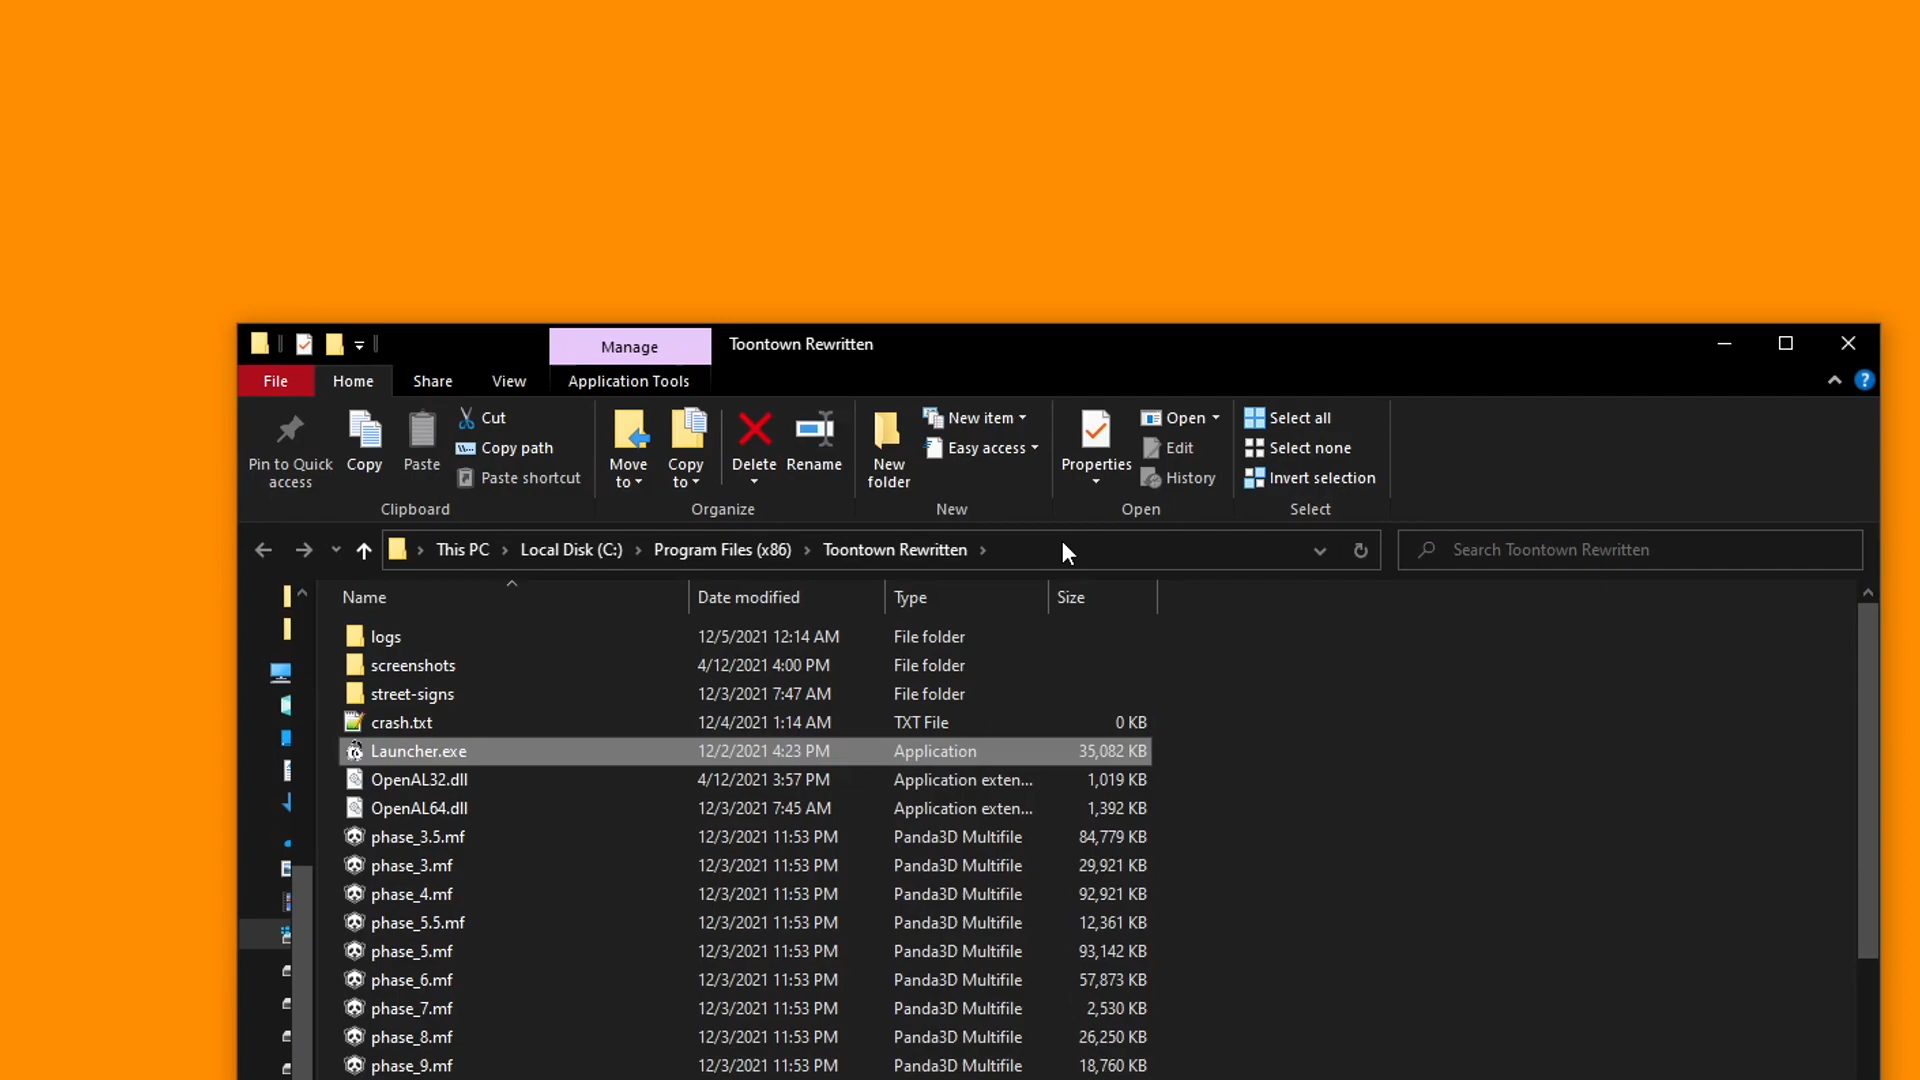 Manage
Toontown Rewritten
File
Home
Share
View
Application Tools
?
Pin to Quick
access
Copy
Paste
Cut
Copy path
Paste shortcut
Clipboard
Move
to
Copy
to
Delete
Rename
Organize
New
folder
New item
Easy access
New
Properties
Open
Edit
History
Open
Select all
Select none
Invert selection
Select
This PC
Local Disk (C:)
Program Files (x86)
Toontown Rewritten
Search Toontown Rewritten
Name Date modified Type Size
logs 12/5/2021 12:14 AM File folder
screenshots 4/12/2021 4:00 PM File folder
street-signs 12/3/2021 7:47 AM File folder
crash.txt 12/4/2021 1:14 AM TXT File 0 KB
Launcher.exe 12/2/2021 4:23 PM Application 35,082 KB
OpenAL32.dll 4/12/2021 3:57 PM Application exten... 1,019 KB
OpenAL64.dll 12/3/2021 7:45 AM Application exten... 1,392 KB
phase_3.5.mf 12/3/2021 11:53 PM Panda3D Multifile 84,779 KB
phase_3.mf 12/3/2021 11:53 PM Panda3D Multifile 29,921 KB
phase_4.mf 12/3/2021 11:53 PM Panda3D Multifile 92,921 KB
phase_5.5.mf 12/3/2021 11:53 PM Panda3D Multifile 12,361 KB
phase_5.mf 12/3/2021 11:53 PM Panda3D Multifile 93,142 KB
phase_6.mf 12/3/2021 11:53 PM Panda3D Multifile 57,873 KB
phase_7.mf 12/3/2021 11:53 PM Panda3D Multifile 2,530 KB
phase_8.mf 12/3/2021 11:53 PM Panda3D Multifile 26,250 KB
phase_9.mf 12/3/2021 11:53 PM Panda3D Multifile 18,760 KB